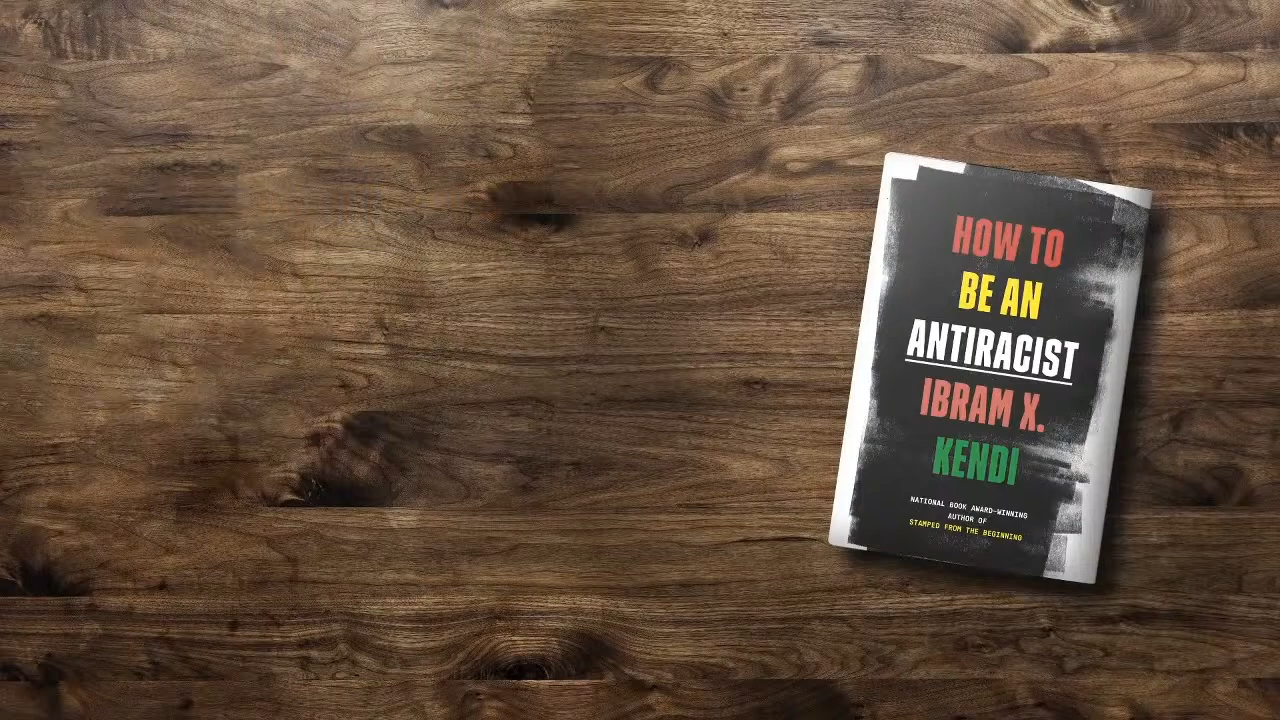 HOW TO
BE AN
ANTIRACIST
IBRAM X.
KENDI
NATIONAL BOOK AWARD–WINNING
AUTHOR OF
STAMPED FROM THE BEGINNING